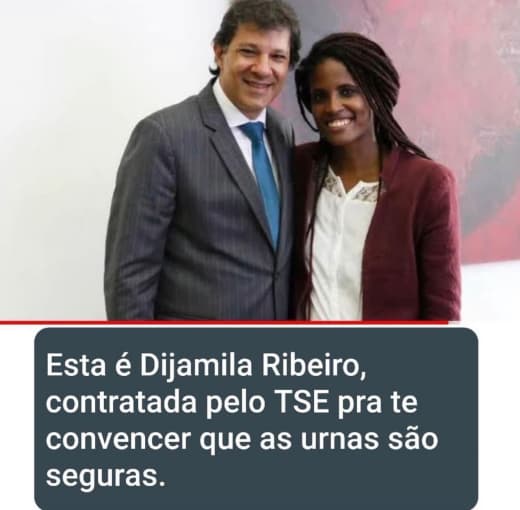 Esta é Dijamila Ribeiro,
contratada pelo TSE pra te
convencer que as urnas são
seguras.